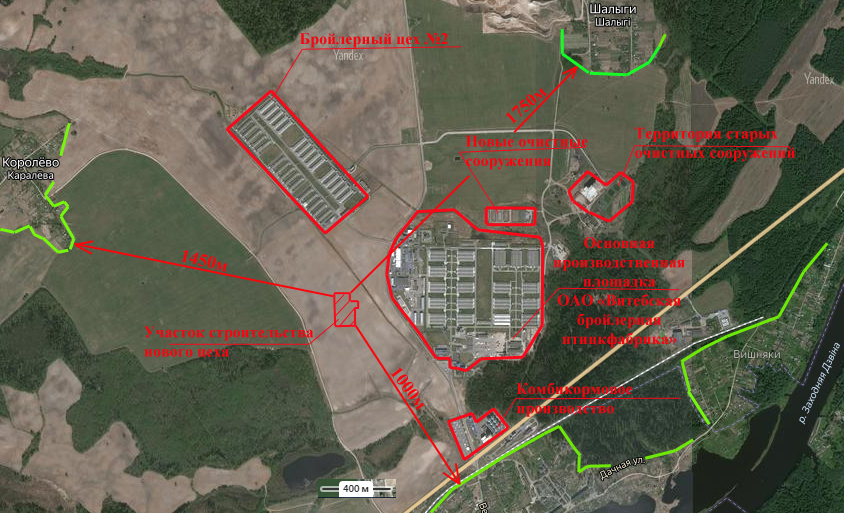 Шалыги
Шалыгі
Бройлерный цех №2
Yandex
Yandex
1750м
Новые очистные
сооружения
Территория старых
очистных сооружений
Королёво
Каралёва
1450м
Основная
производственная
площадка
ОАО «Витебская
бройлерная
птицефабрика»
Участок строительства
нового цеха
Вишняки
р. Заходняя Дзвіна
1000м
Комбикормовое
производство
Дачная ул.
400 м